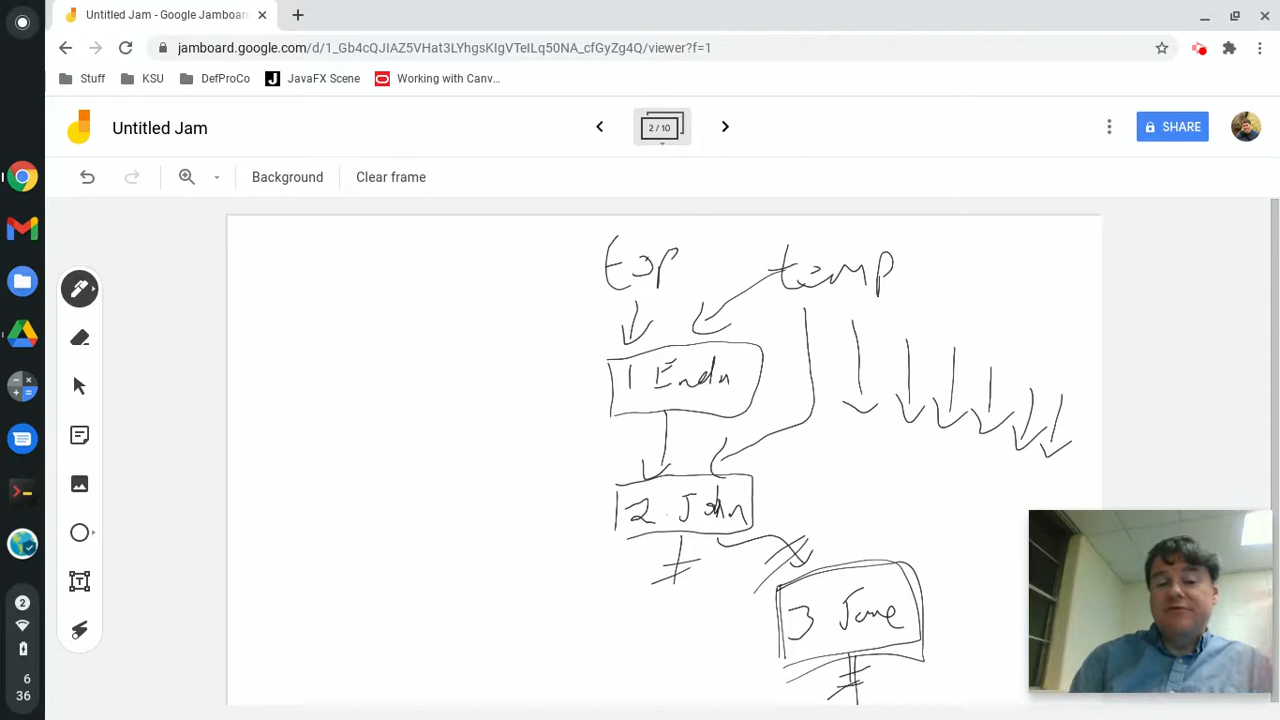 Untitled Jam - Google Jamboard
jamboard.google.com/d/1_Gb4cQJIAZ5VHat3LYhgsKIgVTeILq50NA_cfGyZg4Q/viewer?f=1
Stuff KSU DefProCo JavaFX Scene Working with Canv...
Untitled Jam
2 / 10
SHARE
Background Clear frame
top temp
1
2 John
3 Jane
2
6
36